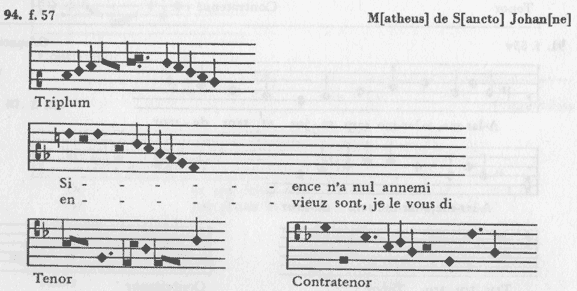 94. f. 57 M[atheus] de S[ancto] Johan[ne]
Triplum
Si - - - - - ence n'a nul annemi
en - - - - - vieuz sont, je le vous di
Tenor Contratenor